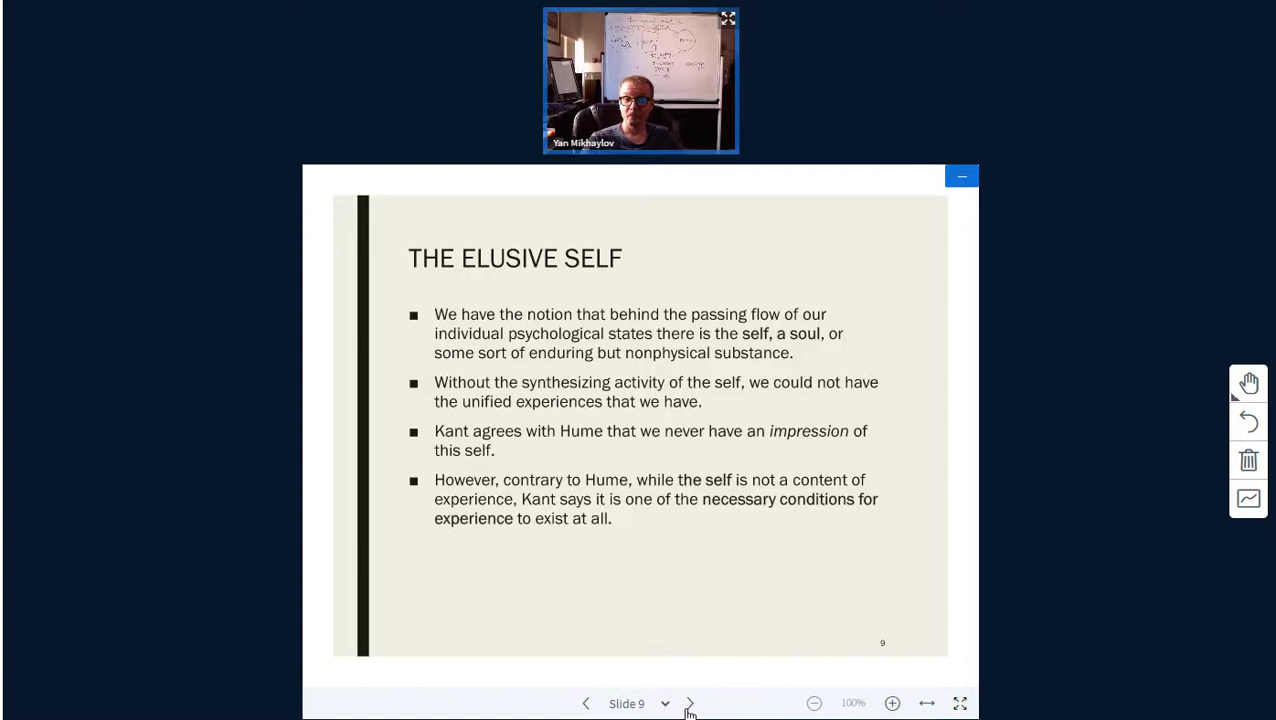 Yan Mikhaylov
THE ELUSIVE SELF
■ We have the notion that behind the passing flow of our
individual psychological states there is the self, a soul, or
some sort of enduring but nonphysical substance.
■ Without the synthesizing activity of the self, we could not have
the unified experiences that we have.
■ Kant agrees with Hume that we never have an impression of
this self.
■ However, contrary to Hume, while the self is not a content of
experience, Kant says it is one of the necessary conditions for
experience to exist at all.
9
Slide 9
100%